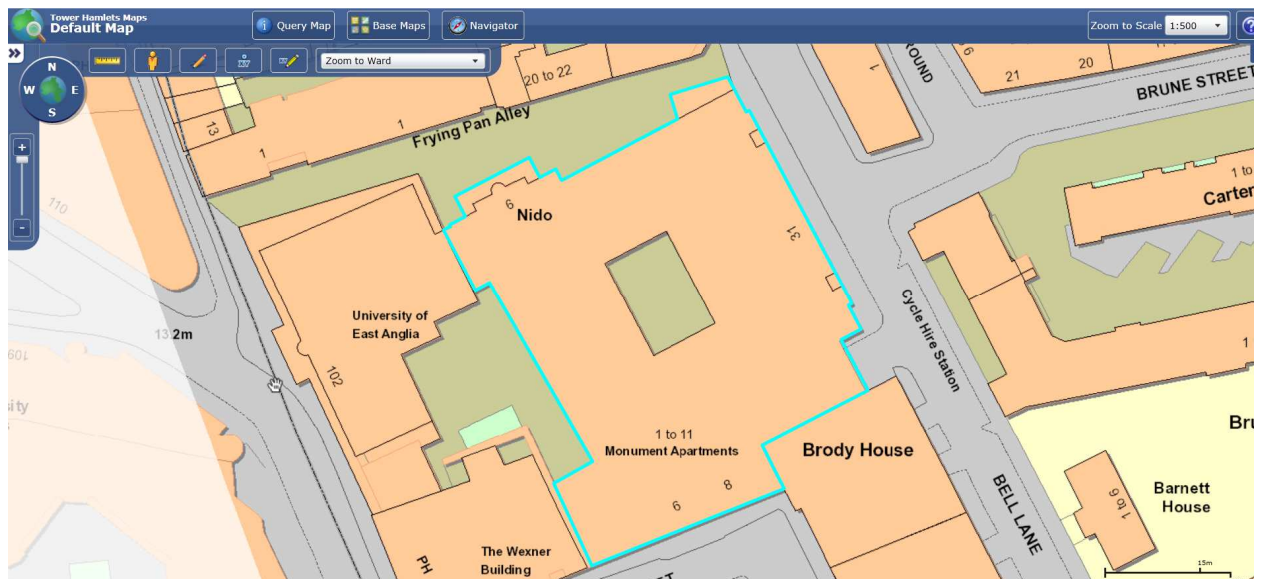 Tower Hamlets Maps
Default Map
Query Map
Base Maps
Navigator
Zoom to Scale
1:500
Zoom to Ward
N
W
E
S
+
-
13
1
1
20 to 22
Frying Pan Alley
ROUND
1
6
21
20
BRUNE STREET
1 to
Carter
110
6
Nido
31
University of
East Anglia
102
13.2m
109
sity
Cycle Hire Station
1
1 to 11
Monument Apartments
6
8
Brody House
BELL LANE
Bru
Barnett
House
1 to 6
PH
The Wexner
Building
15m